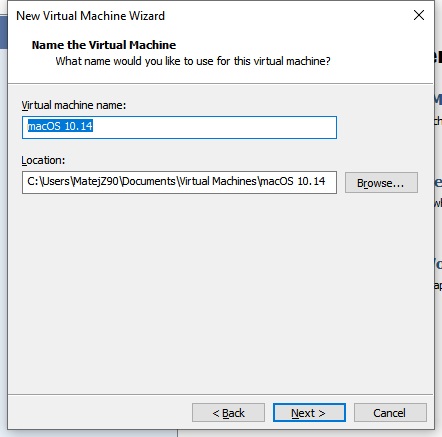 New Virtual Machine Wizard
Name the Virtual Machine
What name would you like to use for this virtual machine?
Virtual machine name:
macOS 10.14
Location:
C:\Users\MatejZ90\Documents\Virtual Machines\macOS 10.14
Browse...
< Back
Next >
Cancel